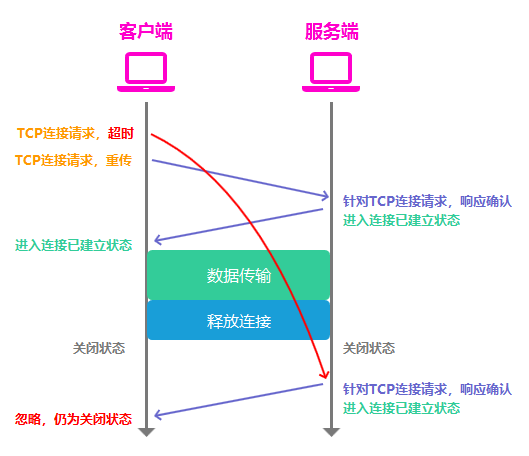 客户端
服务端
TCP连接请求，超时
TCP连接请求，重传
针对TCP连接请求，响应确认
进入连接已建立状态
进入连接已建立状态
数据传输
释放连接
关闭状态
关闭状态
针对TCP连接请求，响应确认
进入连接已建立状态
忽略，仍为关闭状态